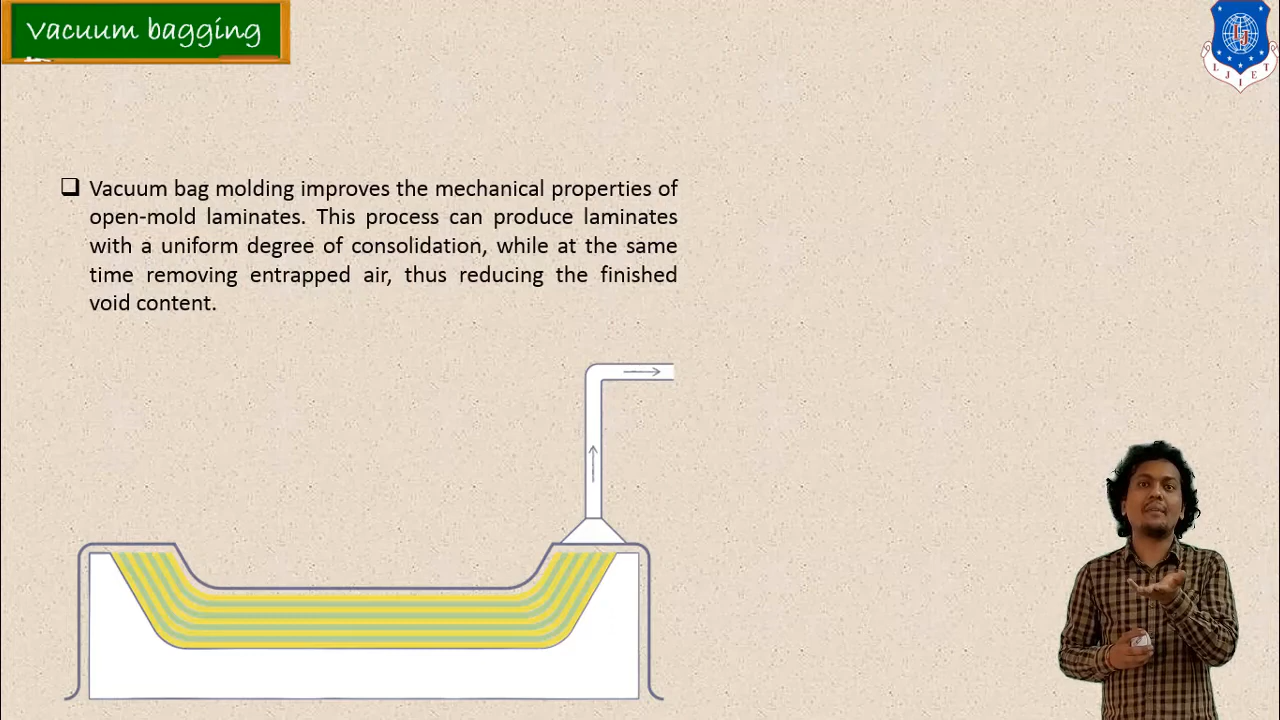 Vacuum bagging
Vacuum bag molding improves the mechanical properties of
open-mold laminates. This process can produce laminates
with a uniform degree of consolidation, while at the same
time removing entrapped air, thus reducing the finished
void content.
LJ
L J I E T